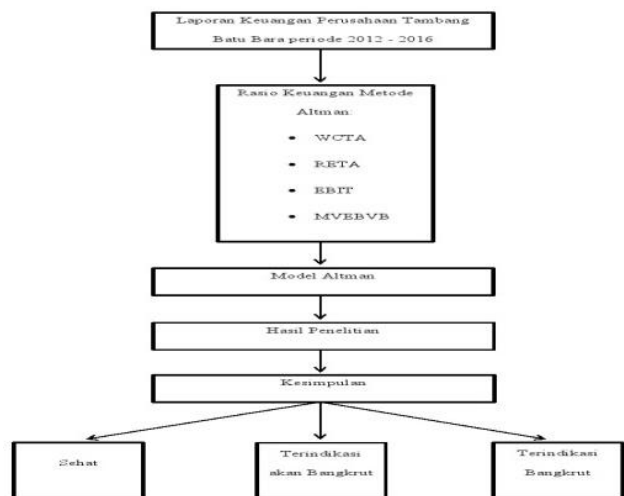 Laporan Keuangan Perusahaan Tambang
Batu Bara periode 2012 - 2016
Rasio Keuangan Metode
Altman:
• WCTA
• RETA
• EBIT
• MVEBVB
Model Altman
Hasil Penelitian
Kesimpulan
Sehat
Terindikasi
akan Bangkrut
Terindikasi
Bangkrut